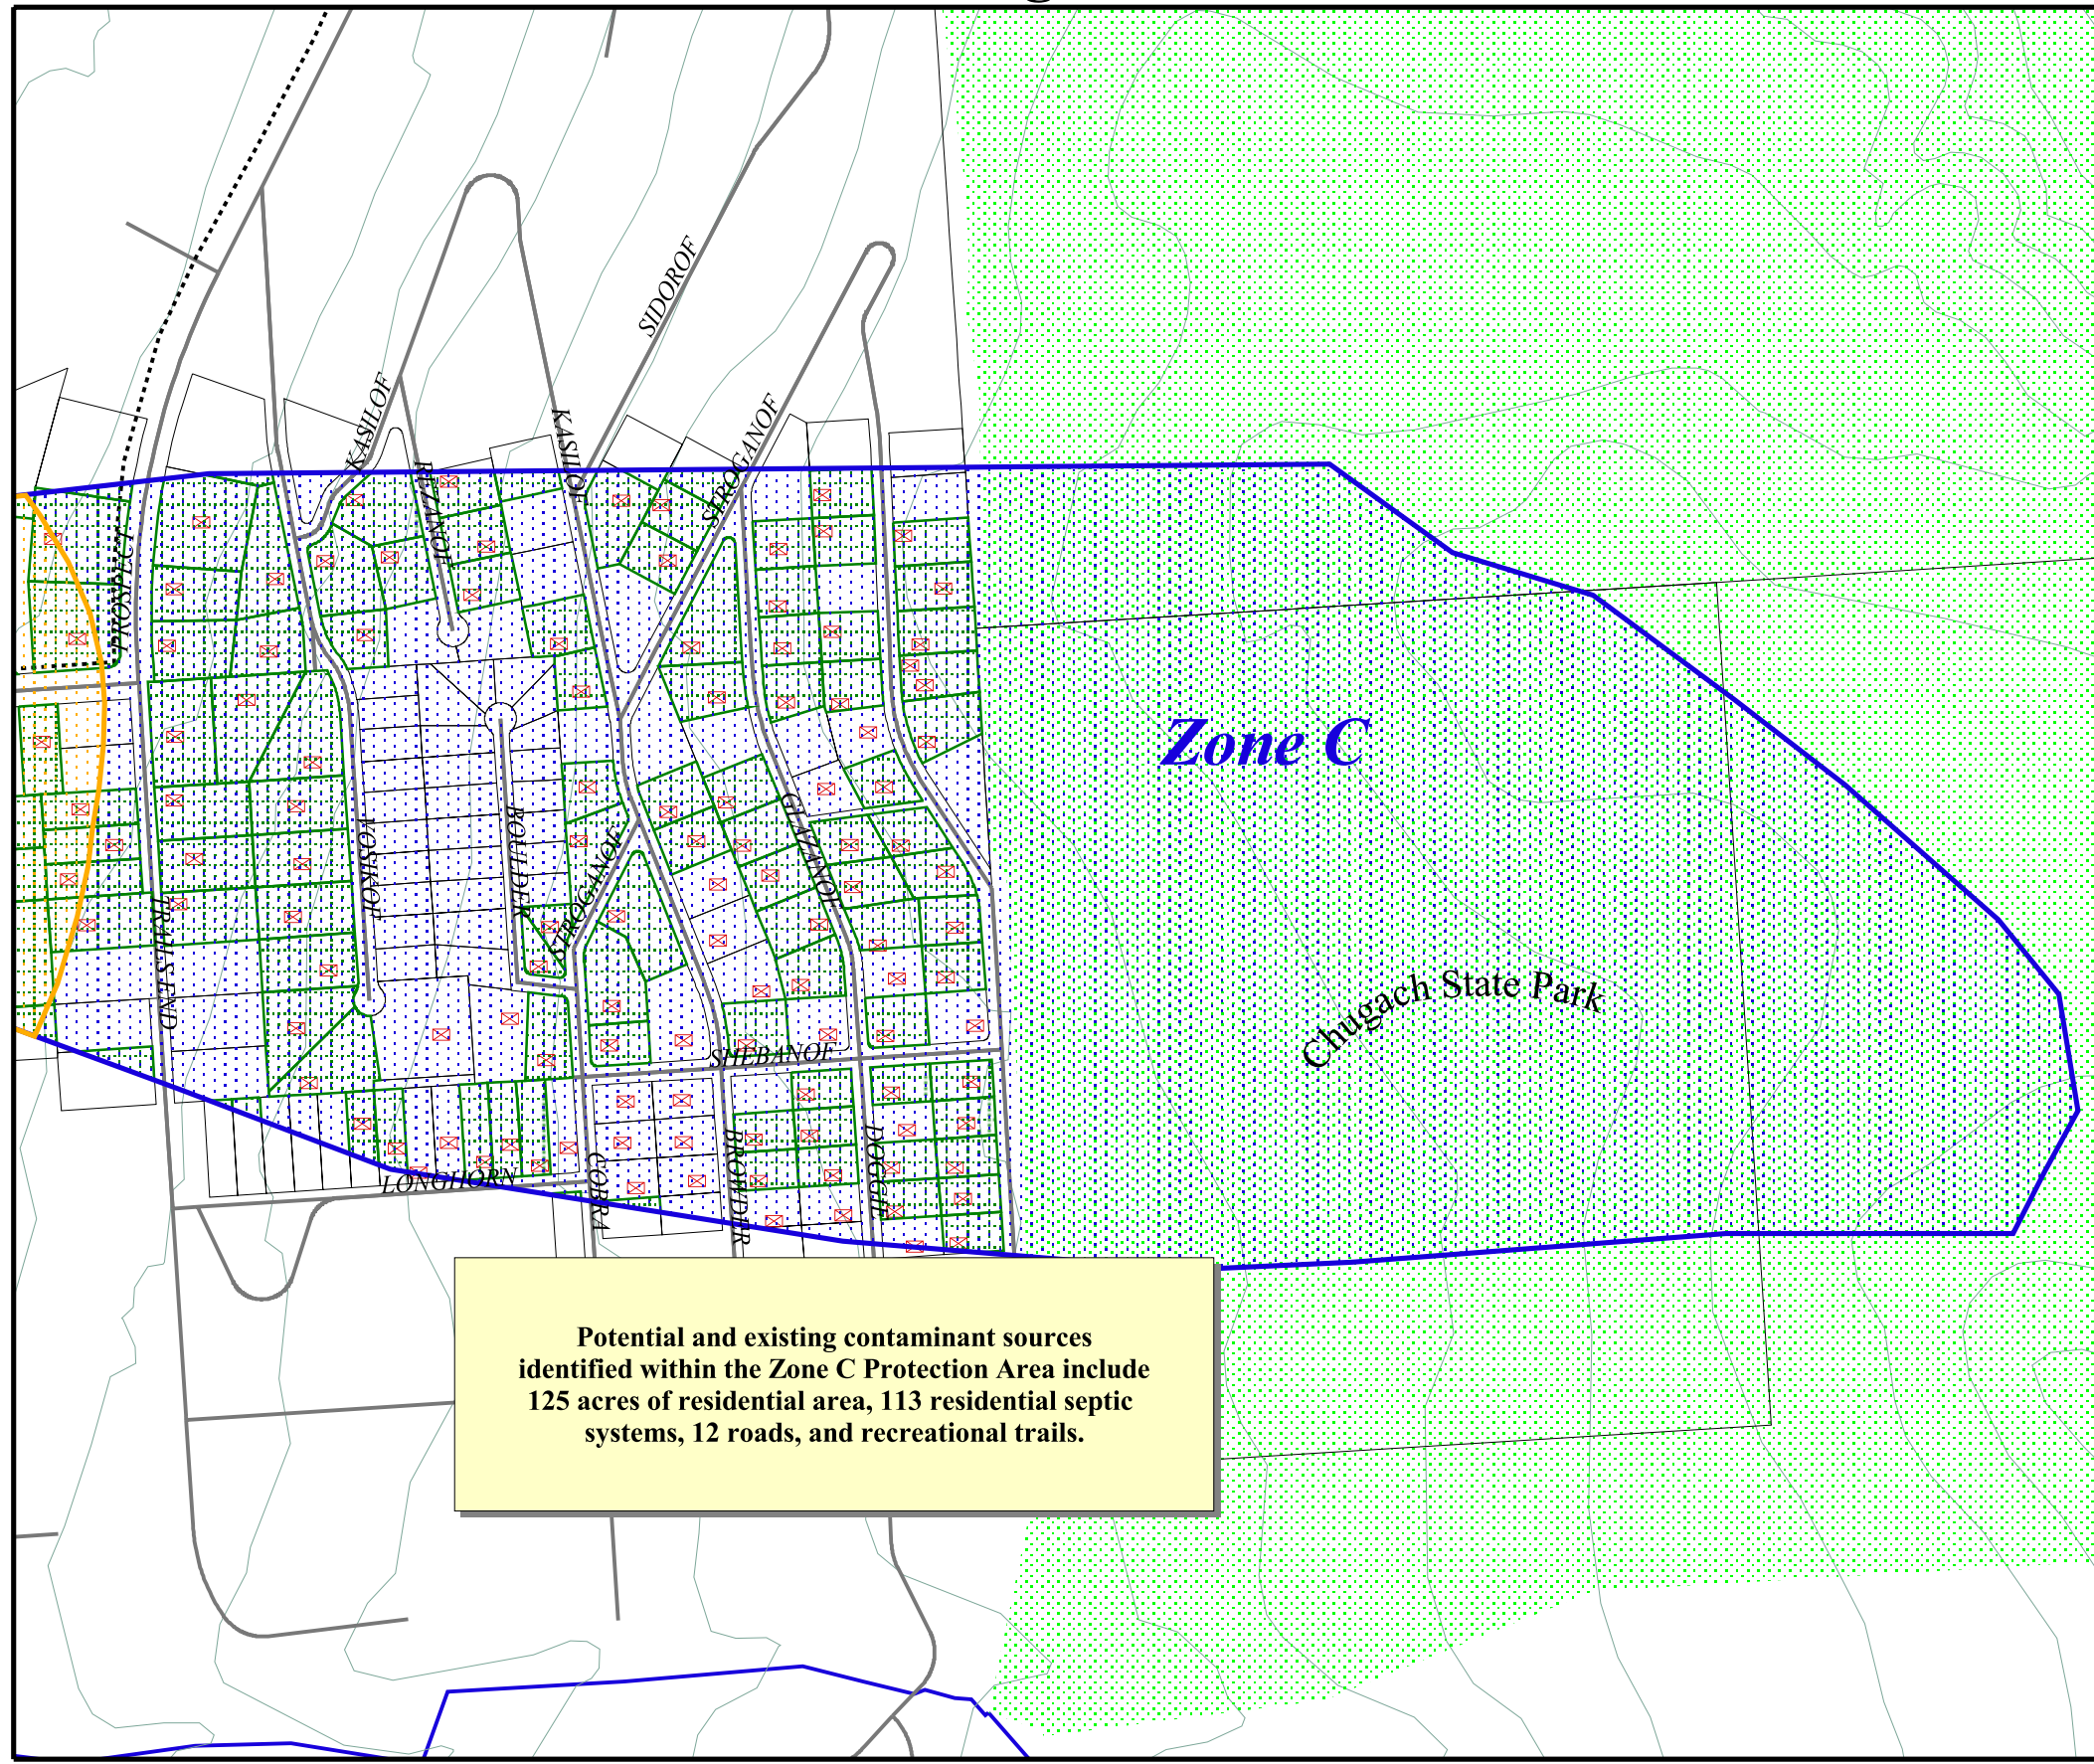 SIDOROF
KASILOF
KASILOF
REZANOF
STROGANOF
PROSPECT
Zone C
GLAZANOF
VOSIKOF
BOULDER
STROGANOF
TRAILS END
Chugach State Park
SHEBANOF
LONGHORN
COBRA
BROWDER
DOGGIE
Potential and existing contaminant sources
identified within the Zone C Protection Area include
125 acres of residential area, 113 residential septic
systems, 12 roads, and recreational trails.